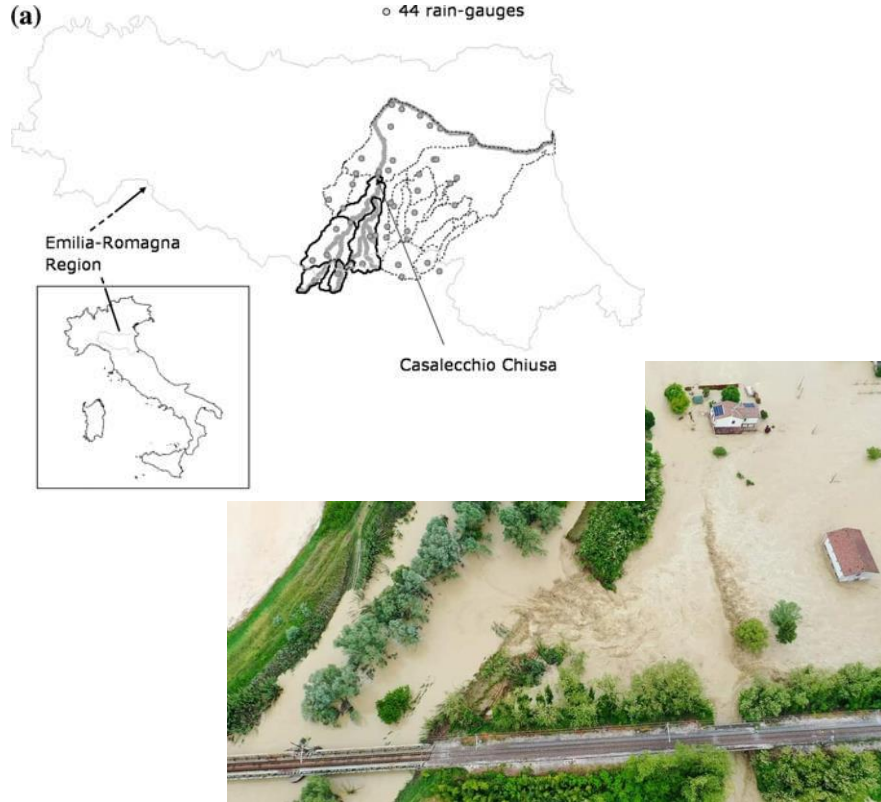 (a)
44 rain-gauges
Emilia-Romagna
Region
Casalecchio Chiusa